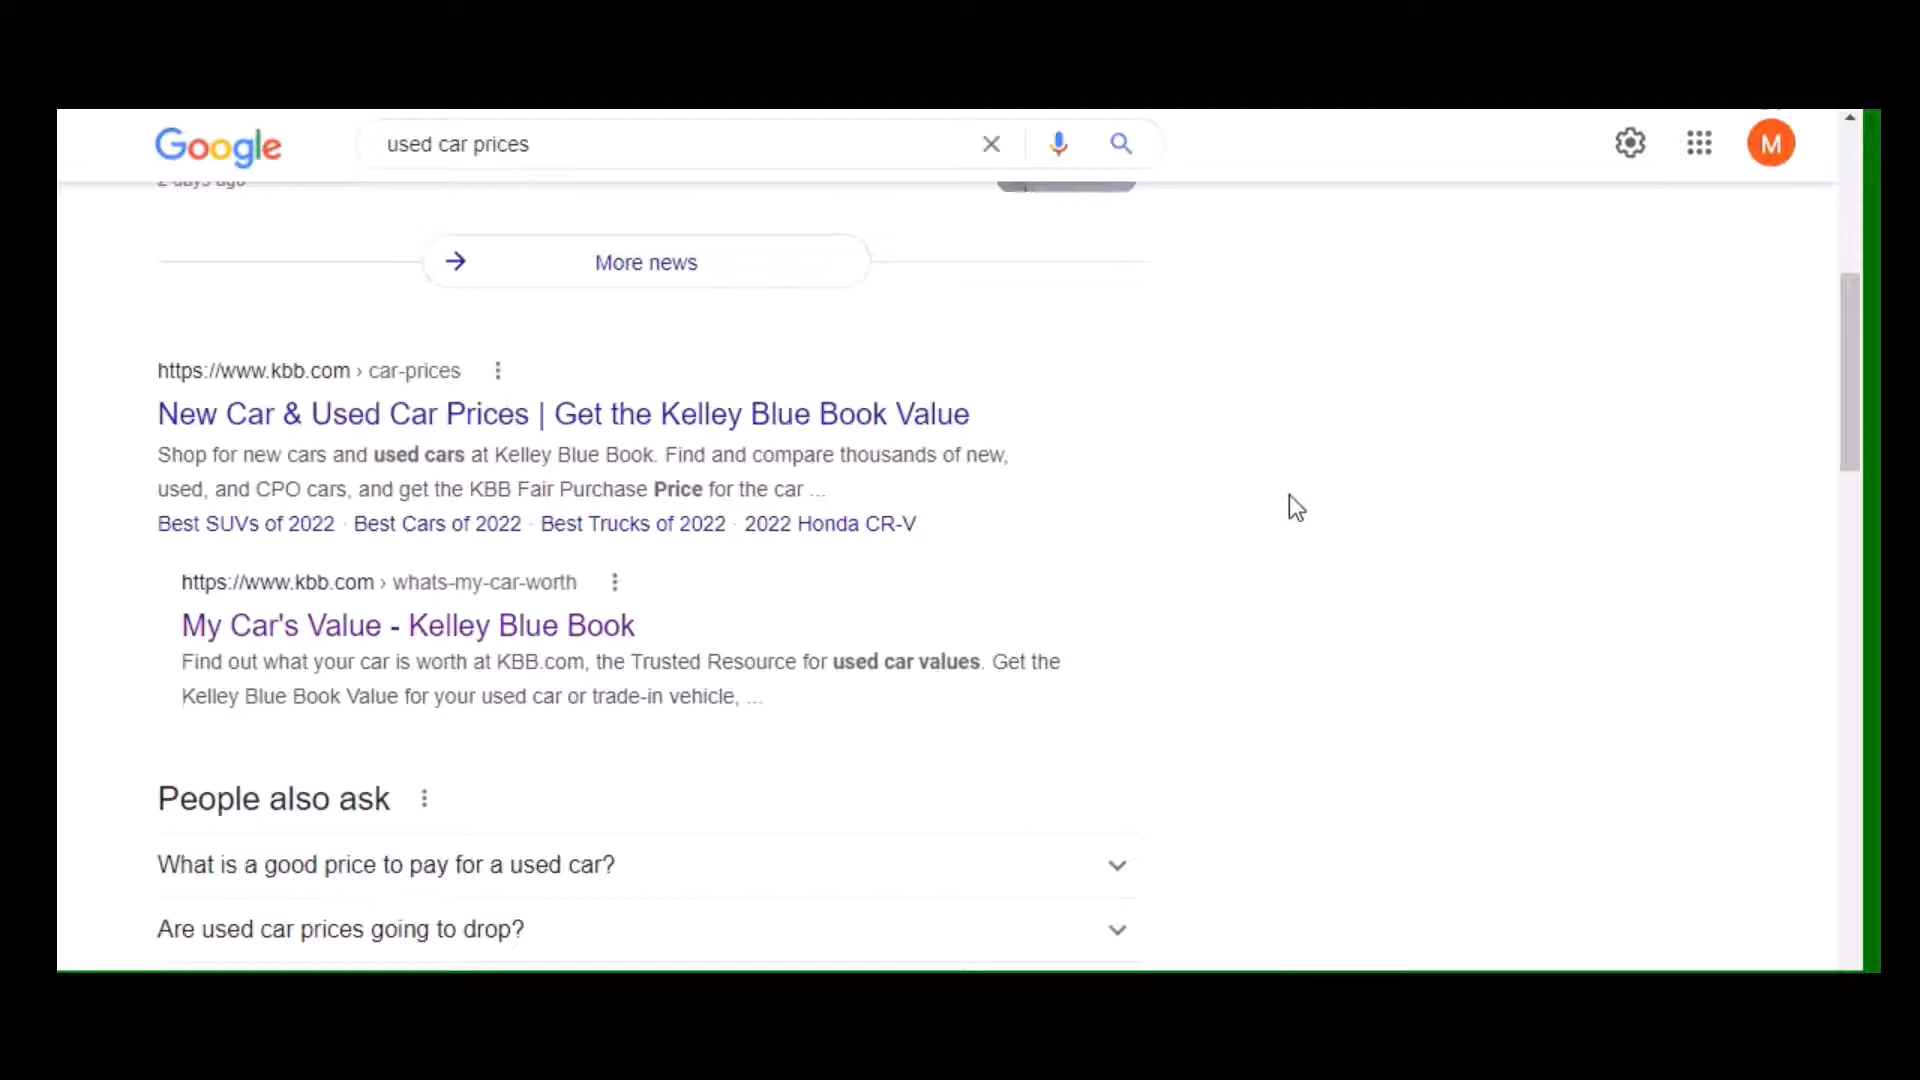 Google
used car prices
M
2 days ago
More news
https://www.kbb.com › car-prices
New Car & Used Car Prices | Get the Kelley Blue Book Value
Shop for new cars and used cars at Kelley Blue Book. Find and compare thousands of new,
used, and CPO cars, and get the KBB Fair Purchase Price for the car ...
Best SUVs of 2022 · Best Cars of 2022 · Best Trucks of 2022 · 2022 Honda CR-V
https://www.kbb.com › whats-my-car-worth
My Car's Value - Kelley Blue Book
Find out what your car is worth at KBB.com, the Trusted Resource for used car values. Get the
Kelley Blue Book Value for your used car or trade-in vehicle, ...
People also ask
What is a good price to pay for a used car?
Are used car prices going to drop?